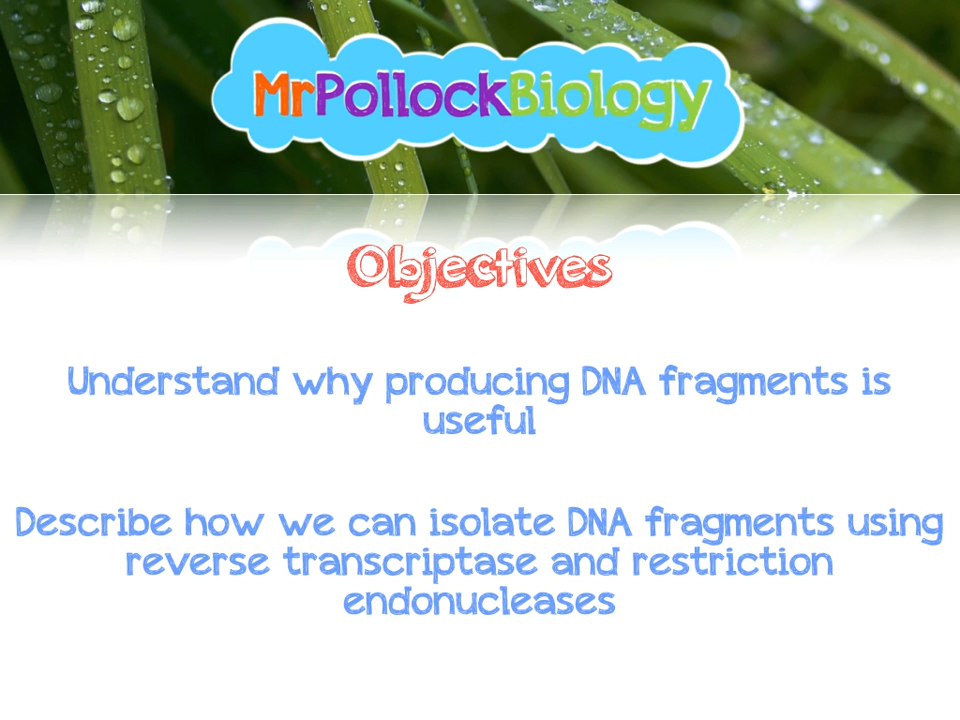 MrPollockBiology
Objectives
Understand why producing DNA fragments is
useful
Describe how we can isolate DNA fragments using
reverse transcriptase and restriction
endonucleases